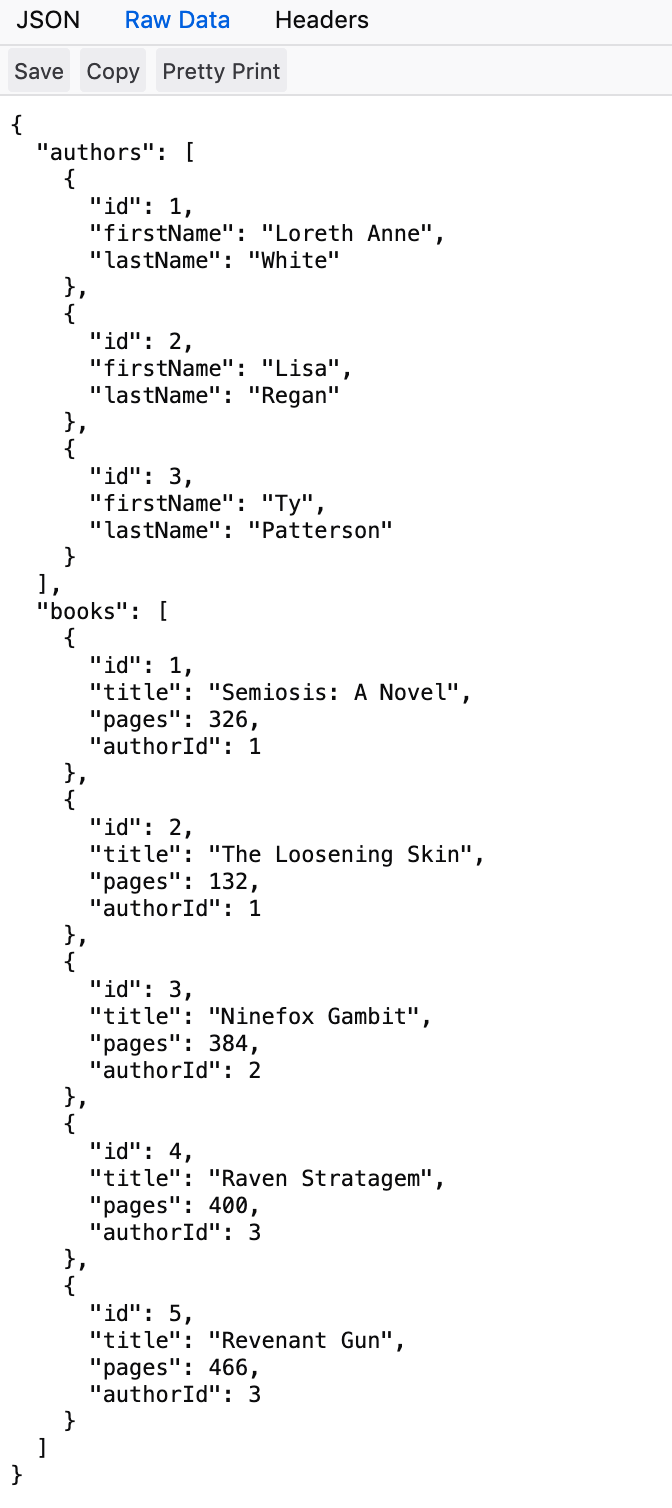 JSON Raw Data Headers
Save Copy Pretty Print
{
  "authors": [
    {
      "id": 1,
      "firstName": "Loreth Anne",
      "lastName": "White"
    },
    {
      "id": 2,
      "firstName": "Lisa",
      "lastName": "Regan"
    },
    {
      "id": 3,
      "firstName": "Ty",
      "lastName": "Patterson"
    }
  ],
  "books": [
    {
      "id": 1,
      "title": "Semiosis: A Novel",
      "pages": 326,
      "authorId": 1
    },
    {
      "id": 2,
      "title": "The Loosening Skin",
      "pages": 132,
      "authorId": 1
    },
    {
      "id": 3,
      "title": "Ninefox Gambit",
      "pages": 384,
      "authorId": 2
    },
    {
      "id": 4,
      "title": "Raven Stratagem",
      "pages": 400,
      "authorId": 3
    },
    {
      "id": 5,
      "title": "Revenant Gun",
      "pages": 466,
      "authorId": 3
    }
  ]
}